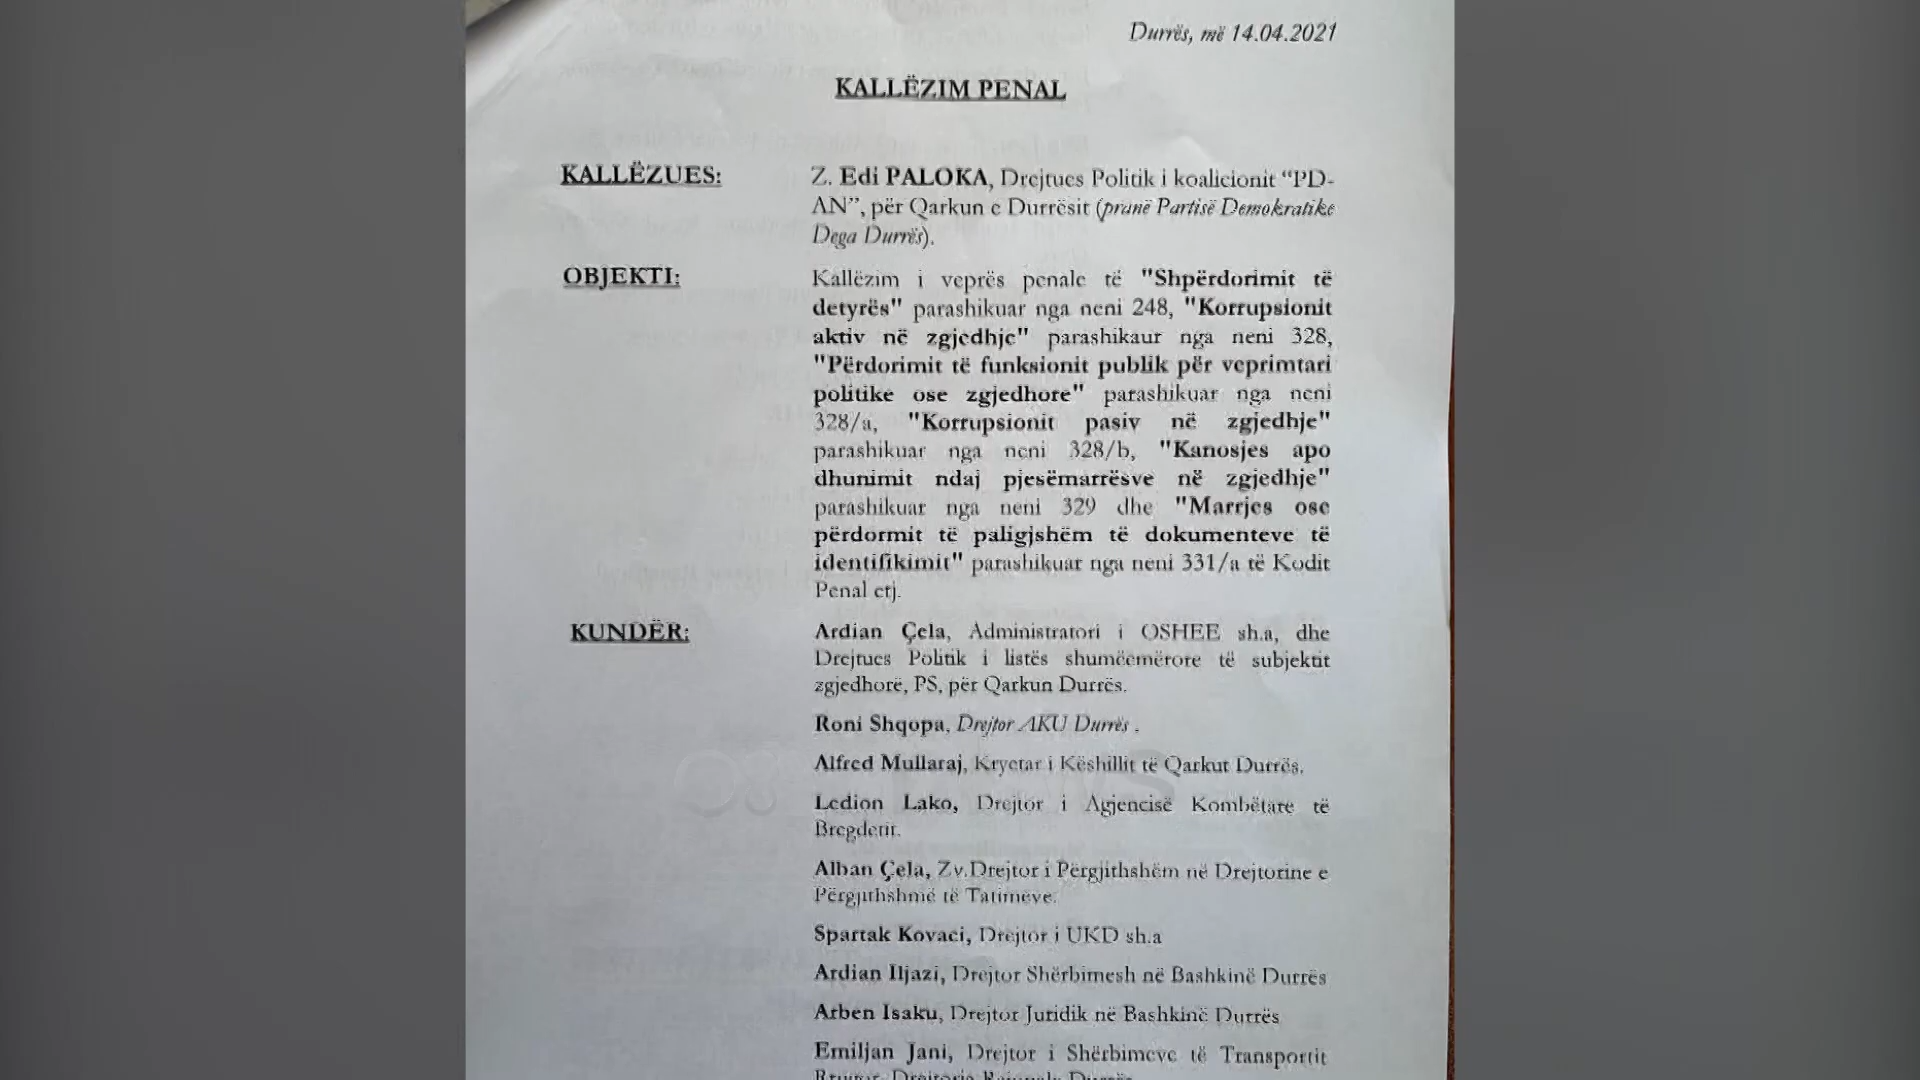 Durrës, më 14.04.2021
KALLËZIM PENAL
KALLËZUES: Z. Edi PALOKA, Drejtues Politik i koalicionit “PD-
AN”, për Qarkun e Durrësit (pranë Partisë Demokratike
Dega Durrës).
OBJEKTI: Kallëzim i veprës penale të "Shpërdorimit të
detyrës" parashikuar nga neni 248, "Korrupsionit
aktiv në zgjedhje" parashikaur nga neni 328,
"Përdorimit të funksionit publik për veprimtari
politike ose zgjedhore" parashikuar nga neni
328/a, "Korrupsionit pasiv në zgjedhje"
parashikuar nga neni 328/b, "Kanosjes apo
dhunimit ndaj pjesëmarrësve në zgjedhje"
parashikuar nga neni 329 dhe "Marrjes ose
përdormit të paligjshëm të dokumenteve të
identifikimit" parashikuar nga neni 331/a të Kodit
Penal etj.
KUNDËR: Ardian Çela, Administratori i OSHEE sh.a, dhe
Drejtues Politik i listës shumëemërore të subjektit
zgjedhorë, PS, për Qarkun Durrës.
Roni Shqopa, Drejtor AKU Durrës .
Alfred Mullaraj, Kryetar i Këshillit të Qarkut Durrës.
Ledion Lako, Drejtor i Agjencisë Kombëtare të
Bregdetit.
Alban Çela, Zv.Drejtor i Përgjithshëm në Drejtorine e
Përgjithshme të Tatimeve.
Spartak Kovaci, Drejtor i UKD sh.a
Ardian Iljazi, Drejtor Shërbimesh në Bashkinë Durrës
Arben Isaku, Drejtor Juridik në Bashkinë Durrës
Emiljan Jani, Drejtor i Shërbimeve të Transportit